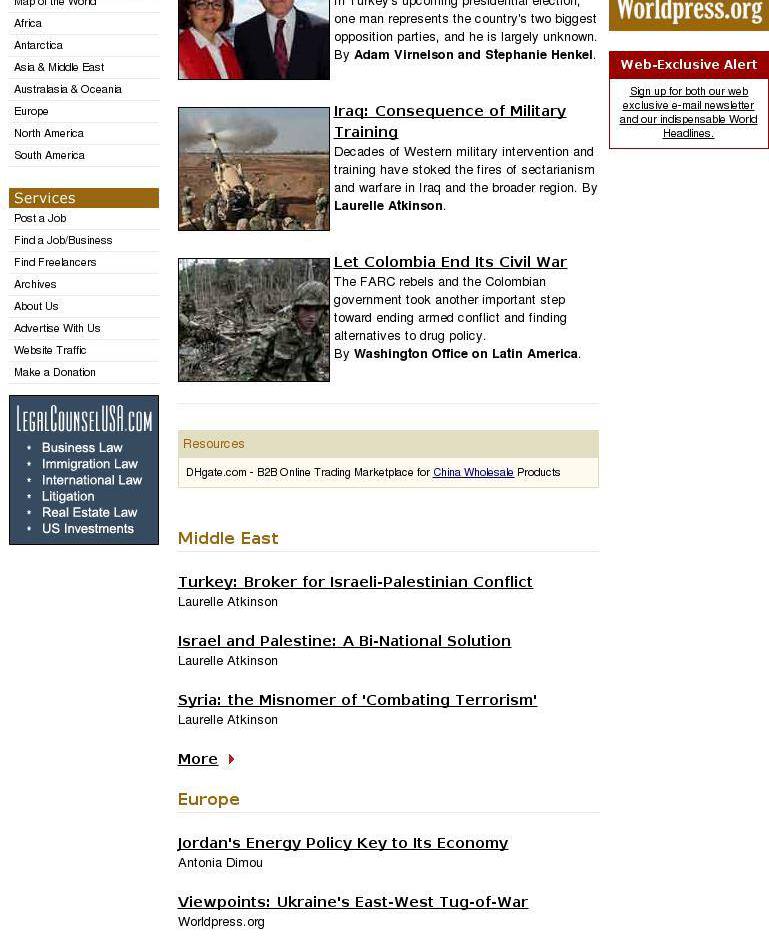 Map of the World
Africa
Antarctica
Asia & Middle East
Australasia & Oceania
Europe
North America
South America
Services
Post a Job
Find a Job/Business
Find Freelancers
Archives
About Us
Advertise With Us
Website Traffic
Make a Donation
LEGALCOUNSELUSA.COM
* Business Law
* Immigration Law
* International Law
* Litigation
* Real Estate Law
* US Investments
In Turkey's upcoming presidential election,
one man represents the country's two biggest
opposition parties, and he is largely unknown.
By Adam Virnelson and Stephanie Henkel.
Iraq: Consequence of Military
Training
Decades of Western military intervention and
training have stoked the fires of sectarianism
and warfare in Iraq and the broader region. By
Laurelle Atkinson.
Let Colombia End Its Civil War
The FARC rebels and the Colombian
government took another important step
toward ending armed conflict and finding
alternatives to drug policy.
By Washington Office on Latin America.
Resources
DHgate.com - B2B Online Trading Marketplace for China Wholesale Products
Middle East
Turkey: Broker for Israeli-Palestinian Conflict
Laurelle Atkinson
Israel and Palestine: A Bi-National Solution
Laurelle Atkinson
Syria: the Misnomer of 'Combating Terrorism'
Laurelle Atkinson
More
Europe
Jordan's Energy Policy Key to Its Economy
Antonia Dimou
Viewpoints: Ukraine's East-West Tug-of-War
Worldpress.org
Worldpress.org
Web-Exclusive Alert
Sign up for both our web
exclusive e-mail newsletter
and our indispensable World
Headlines.